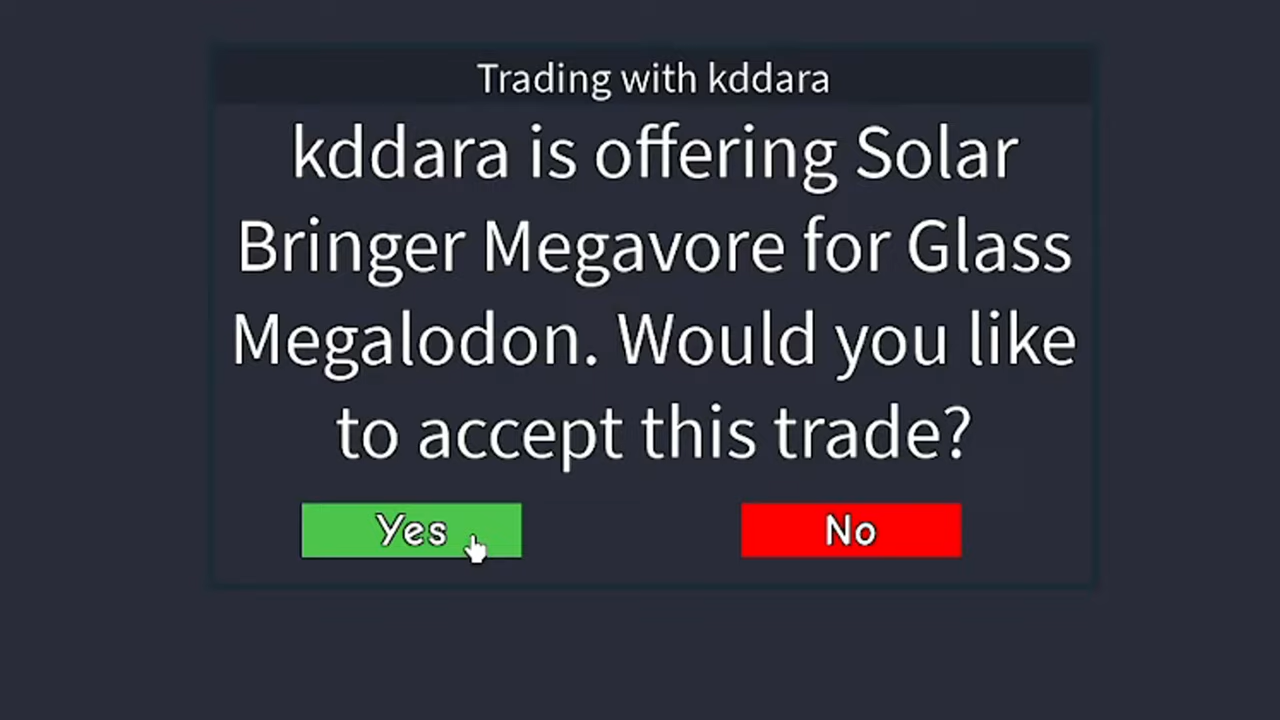 Trading with kddara
kddara is offering Solar
Bringer Megavore for Glass
Megalodon. Would you like
to accept this trade?
Yes
No